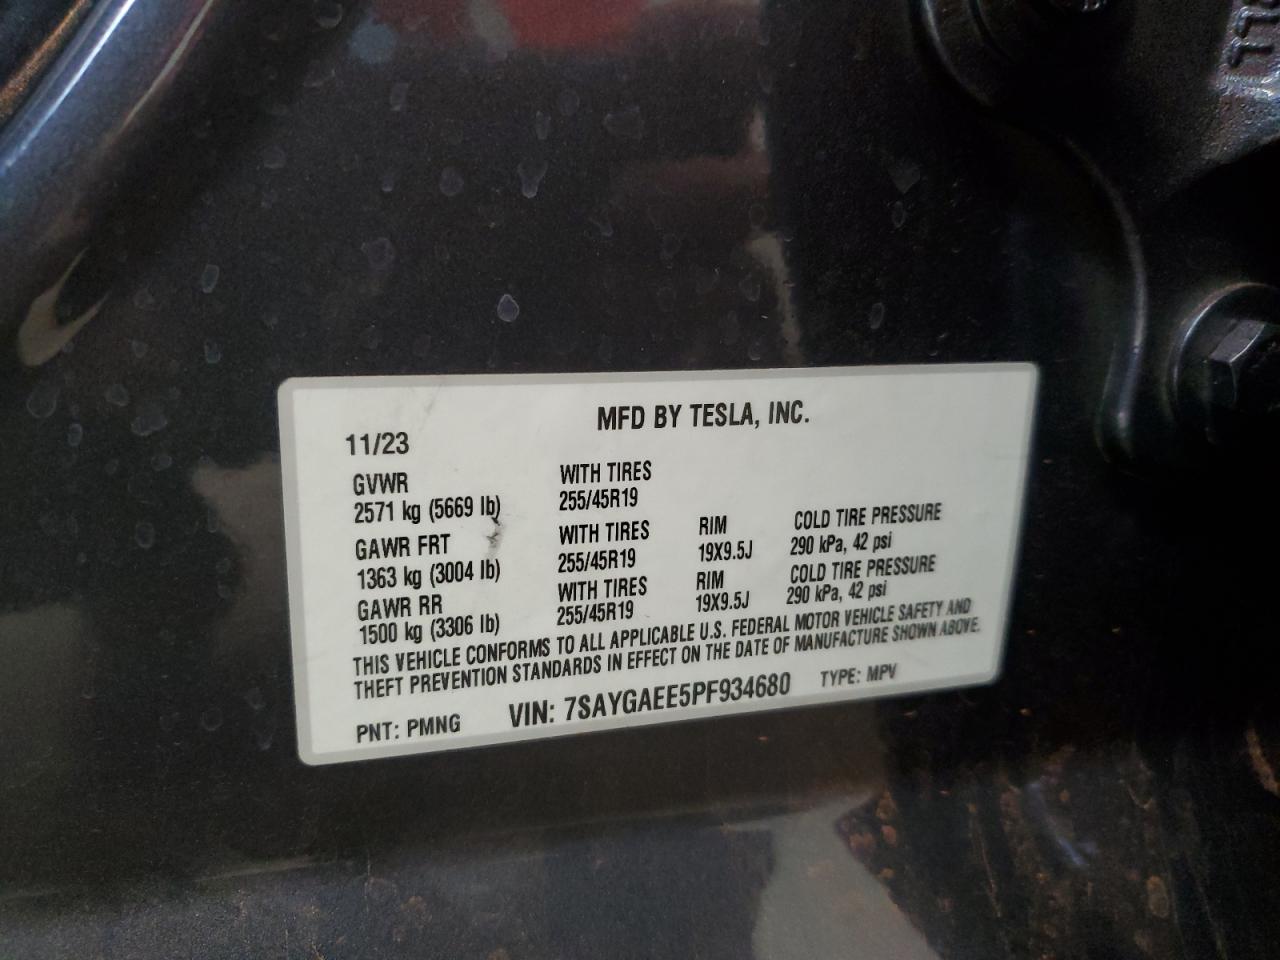 MFD BY TESLA, INC.
11/23
GVWR
2571 kg (5669 lb)
WITH TIRES
255/45R19
GAWR FRT
1363 kg (3004 lb)
WITH TIRES
255/45R19
RIM
19X9.5J
COLD TIRE PRESSURE
290 kPa, 42 psi
GAWR RR
1500 kg (3306 lb)
WITH TIRES
255/45R19
RIM
19X9.5J
COLD TIRE PRESSURE
290 kPa, 42 psi
THIS VEHICLE CONFORMS TO ALL APPLICABLE U.S. FEDERAL MOTOR VEHICLE SAFETY AND
THEFT PREVENTION STANDARDS IN EFFECT ON THE DATE OF MANUFACTURE SHOWN ABOVE.
PNT: PMNG VIN: 7SAYGAEE5PF934680 TYPE: MPV